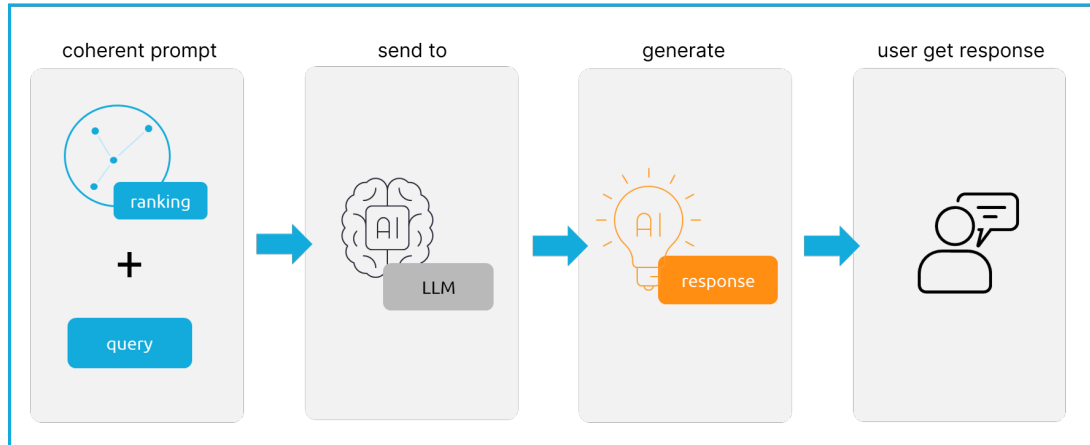 coherent prompt
send to
generate
user get response
ranking
+
query
AI
LLM
AI
response